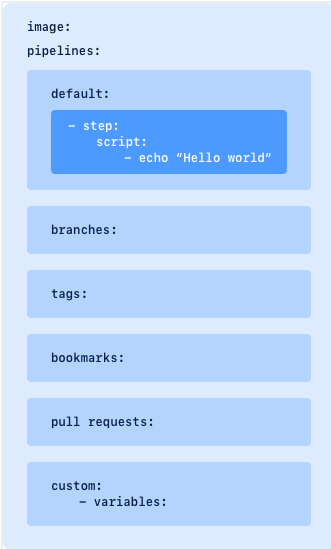 image:
pipelines:
default:
- step:
script:
- echo “Hello world”
branches:
tags:
bookmarks:
pull requests:
custom:
- variables: